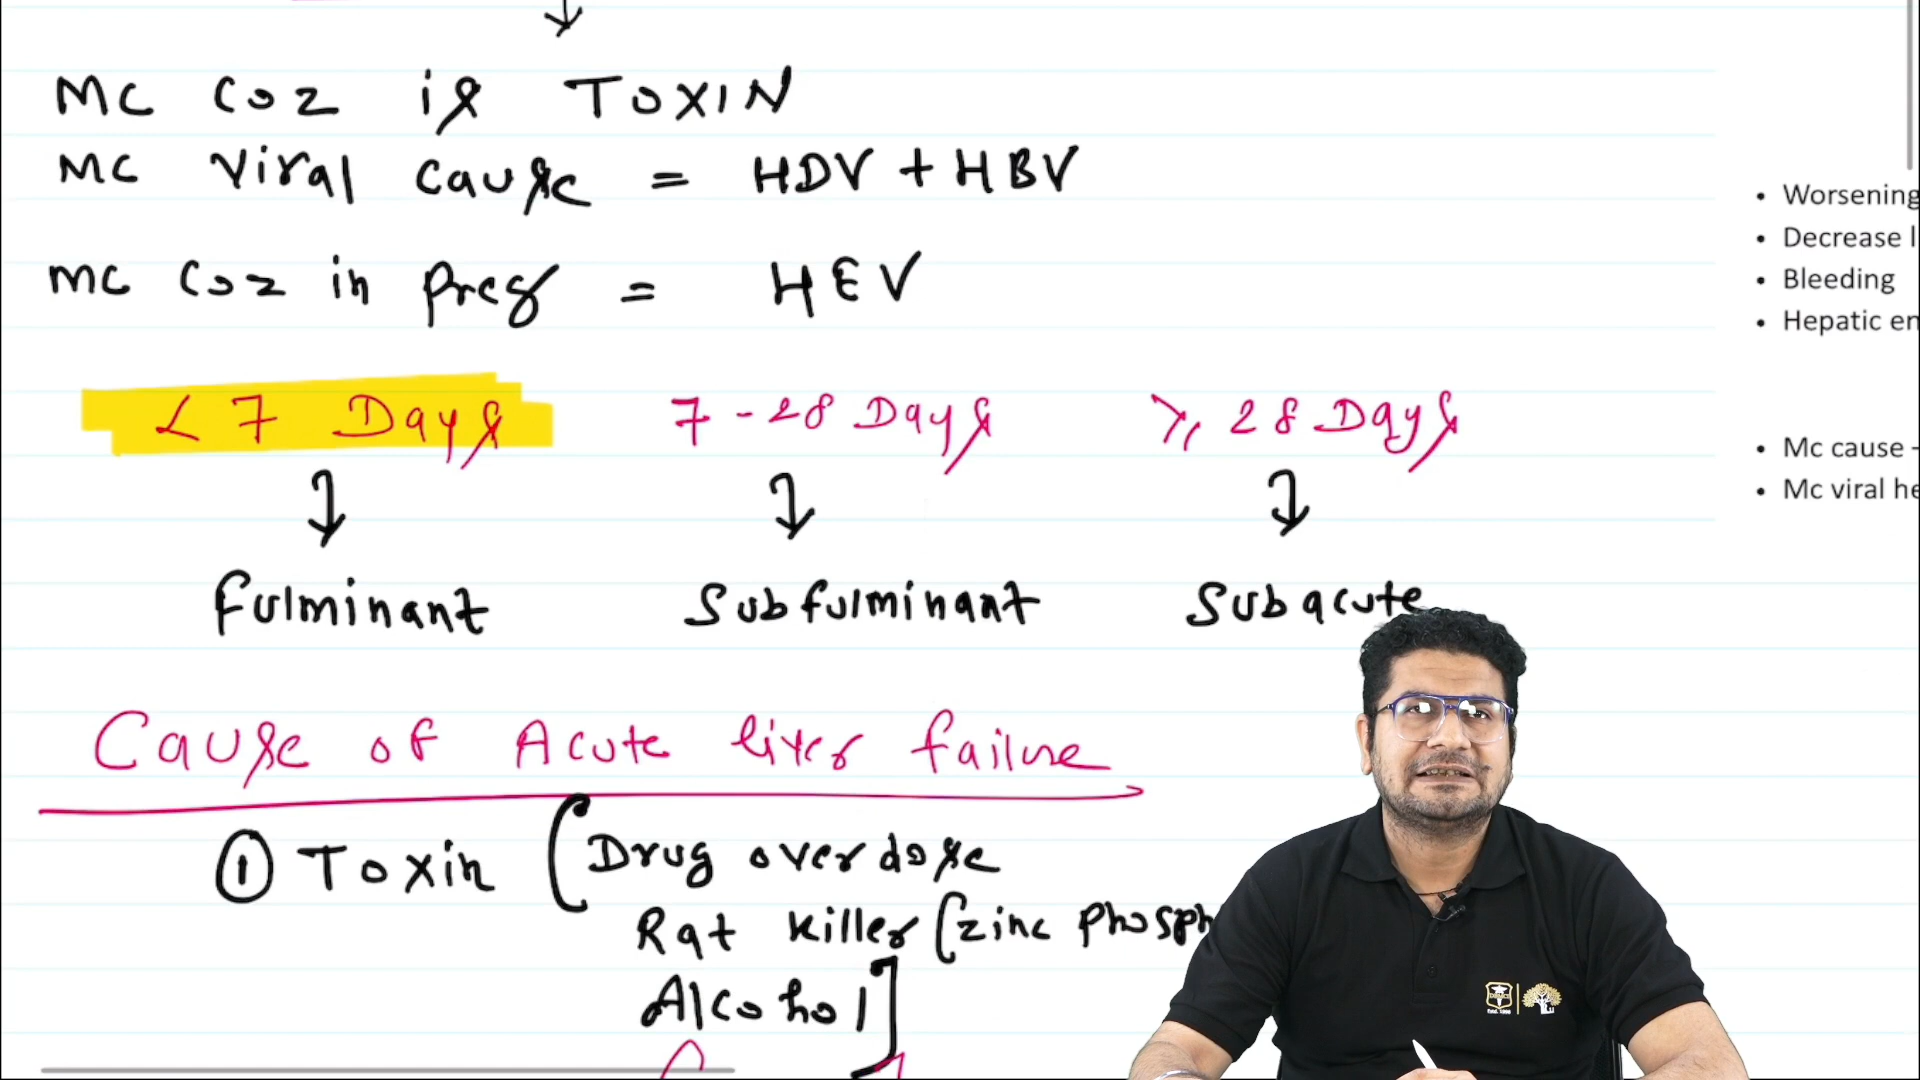 MC Coz is TOXIN
MC Viral Cause = HDV + HBV
MC Coz in Preg = HEV
< 7 Days 7 - 28 Days ≥ 28 Days
↓ ↓ ↓
Fulminant Subfulminant Subacute
Cause of Acute liver failure
① Toxin ( Drug overdose
Rat Killer ( Zinc Phosph
Alcohol ]
• Worsening
• Decrease l
• Bleeding
• Hepatic en
• Mc cause -
• Mc viral he